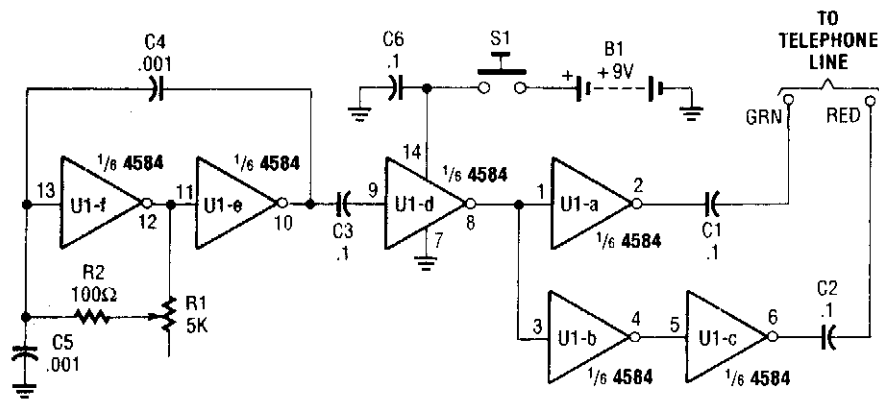 C4
.001
C6
.1
S1
B1
+ +9V
TO
TELEPHONE
LINE
GRN
RED
1/6 4584
1/6 4584
14
1/6 4584
13
U1-f
12
11
U1-e
10
C3
.1
9
U1-d
8
7
1
U1-a
2
1/6 4584
C1
.1
R2
100Ω
R1
5K
C5
.001
3
U1-b
4
1/6 4584
5
U1-c
6
1/6 4584
C2
.1